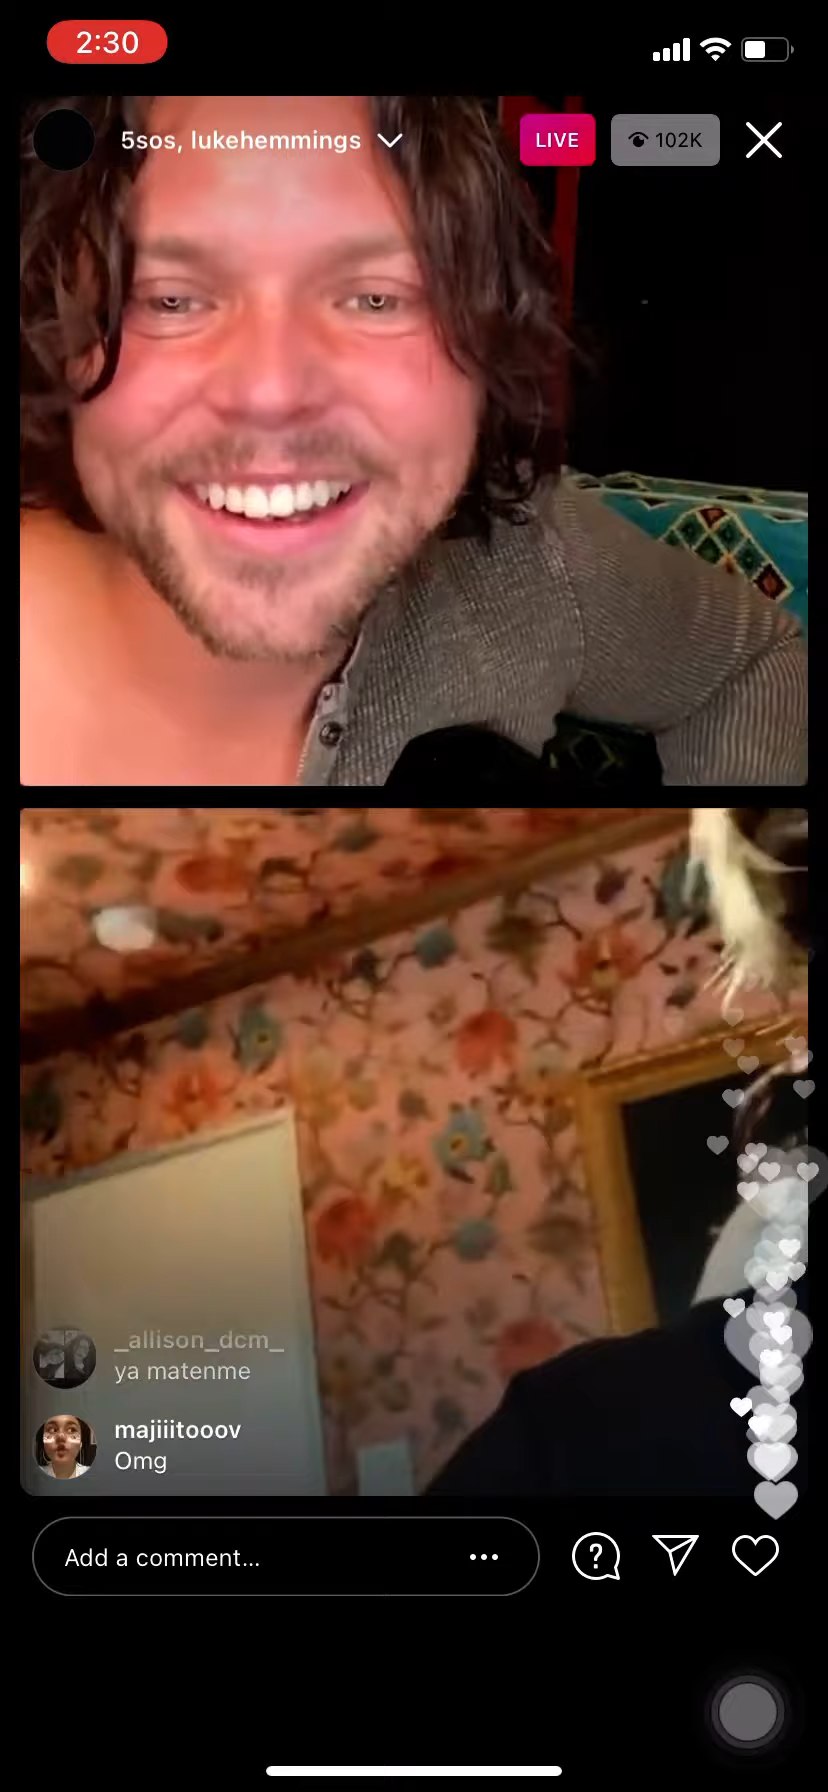 2:30
5sos, lukehemmings
LIVE
102K
_allison_dcm_
ya matenme
majiiitooov
Omg
Add a comment...